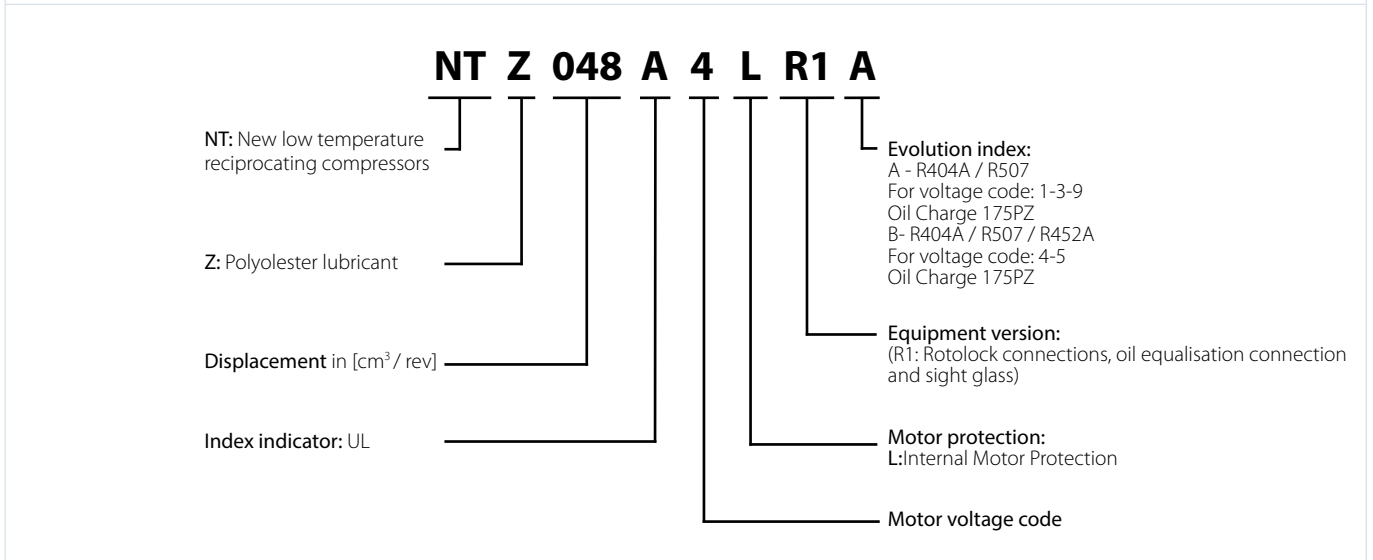 NT Z 048 A 4 L R1 A
NT: New low temperature
reciprocating compressors
Z: Polyolester lubricant
Displacement in [cm³ / rev]
Index indicator: UL
Evolution index:
A - R404A / R507
For voltage code: 1-3-9
Oil Charge 175PZ
B- R404A / R507 / R452A
For voltage code: 4-5
Oil Charge 175PZ
Equipment version:
(R1: Rotolock connections, oil equalisation connection
and sight glass)
Motor protection:
L:Internal Motor Protection
Motor voltage code